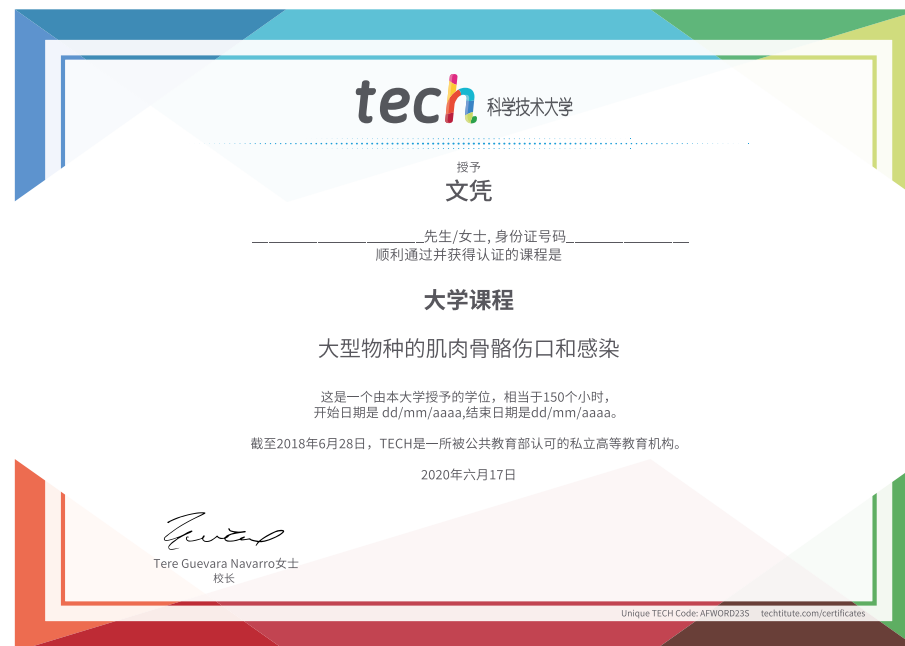 tech 科学技术大学
授予
文凭
________________________先生/女士, 身份证号码_________________
顺利通过并获得认证的课程是
大学课程
大型物种的肌肉骨骼伤口和感染
这是一个由本大学授予的学位，相当于150个小时，
开始日期是 dd/mm/aaaa,结束日期是dd/mm/aaaa。
截至2018年6月28日，TECH是一所被公共教育部认可的私立高等教育机构。
2020年六月17日
Tere Guevara Navarro女士
校长
Unique TECH Code: AFWORD23S techtitute.com/certificates